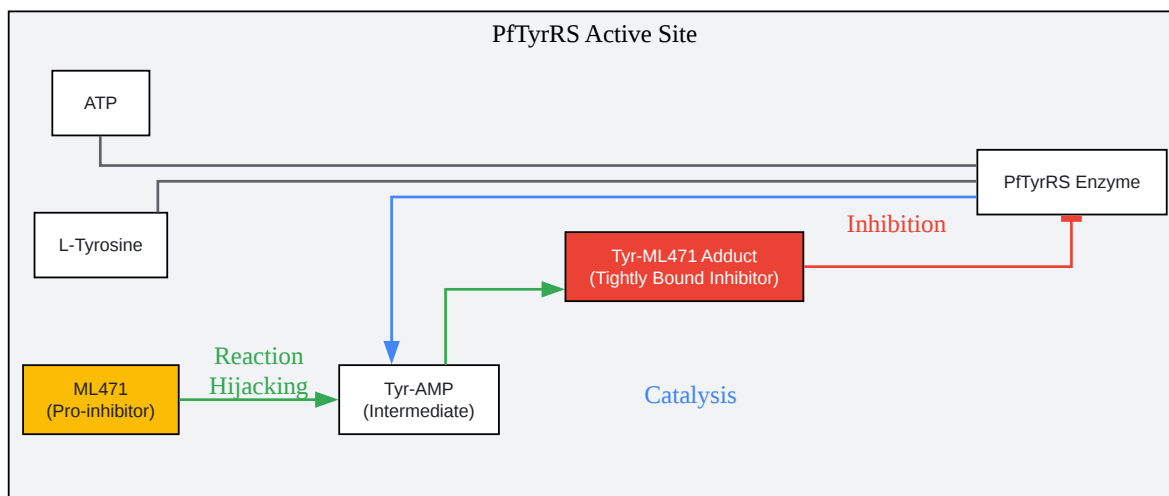 PfTyrRS Active Site
ATP
PfTyrRS Enzyme
L-Tyrosine
Inhibition
Tyr-ML471 Adduct
(Tightly Bound Inhibitor)
Reaction
Hijacking
ML471
(Pro-inhibitor)
Tyr-AMP
(Intermediate)
Catalysis